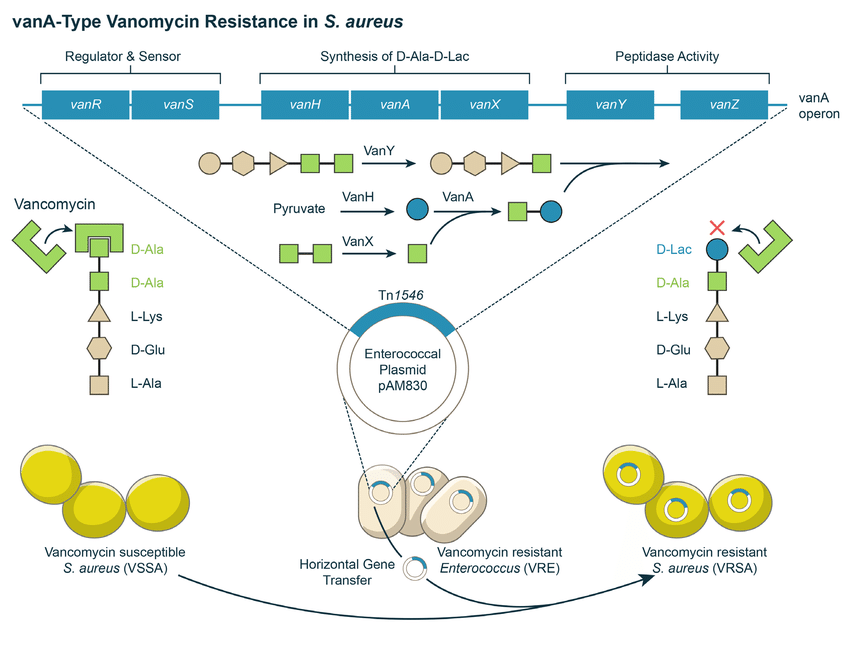 vanA-Type Vanomycin Resistance in S. aureus
Regulator & Sensor
Synthesis of D-Ala-D-Lac
Peptidase Activity
vanR
vanS
vanH
vanA
vanX
vanY
vanZ
vanA
operon
VanY
Pyruvate
VanH
VanA
VanX
Vancomycin
D-Ala
D-Ala
L-Lys
D-Glu
L-Ala
D-Lac
D-Ala
L-Lys
D-Glu
L-Ala
Tn1546
Enterococcal
Plasmid
pAM830
Vancomycin susceptible
S. aureus (VSSA)
Horizontal Gene
Transfer
Vancomycin resistant
Enterococcus (VRE)
Vancomycin resistant
S. aureus (VRSA)